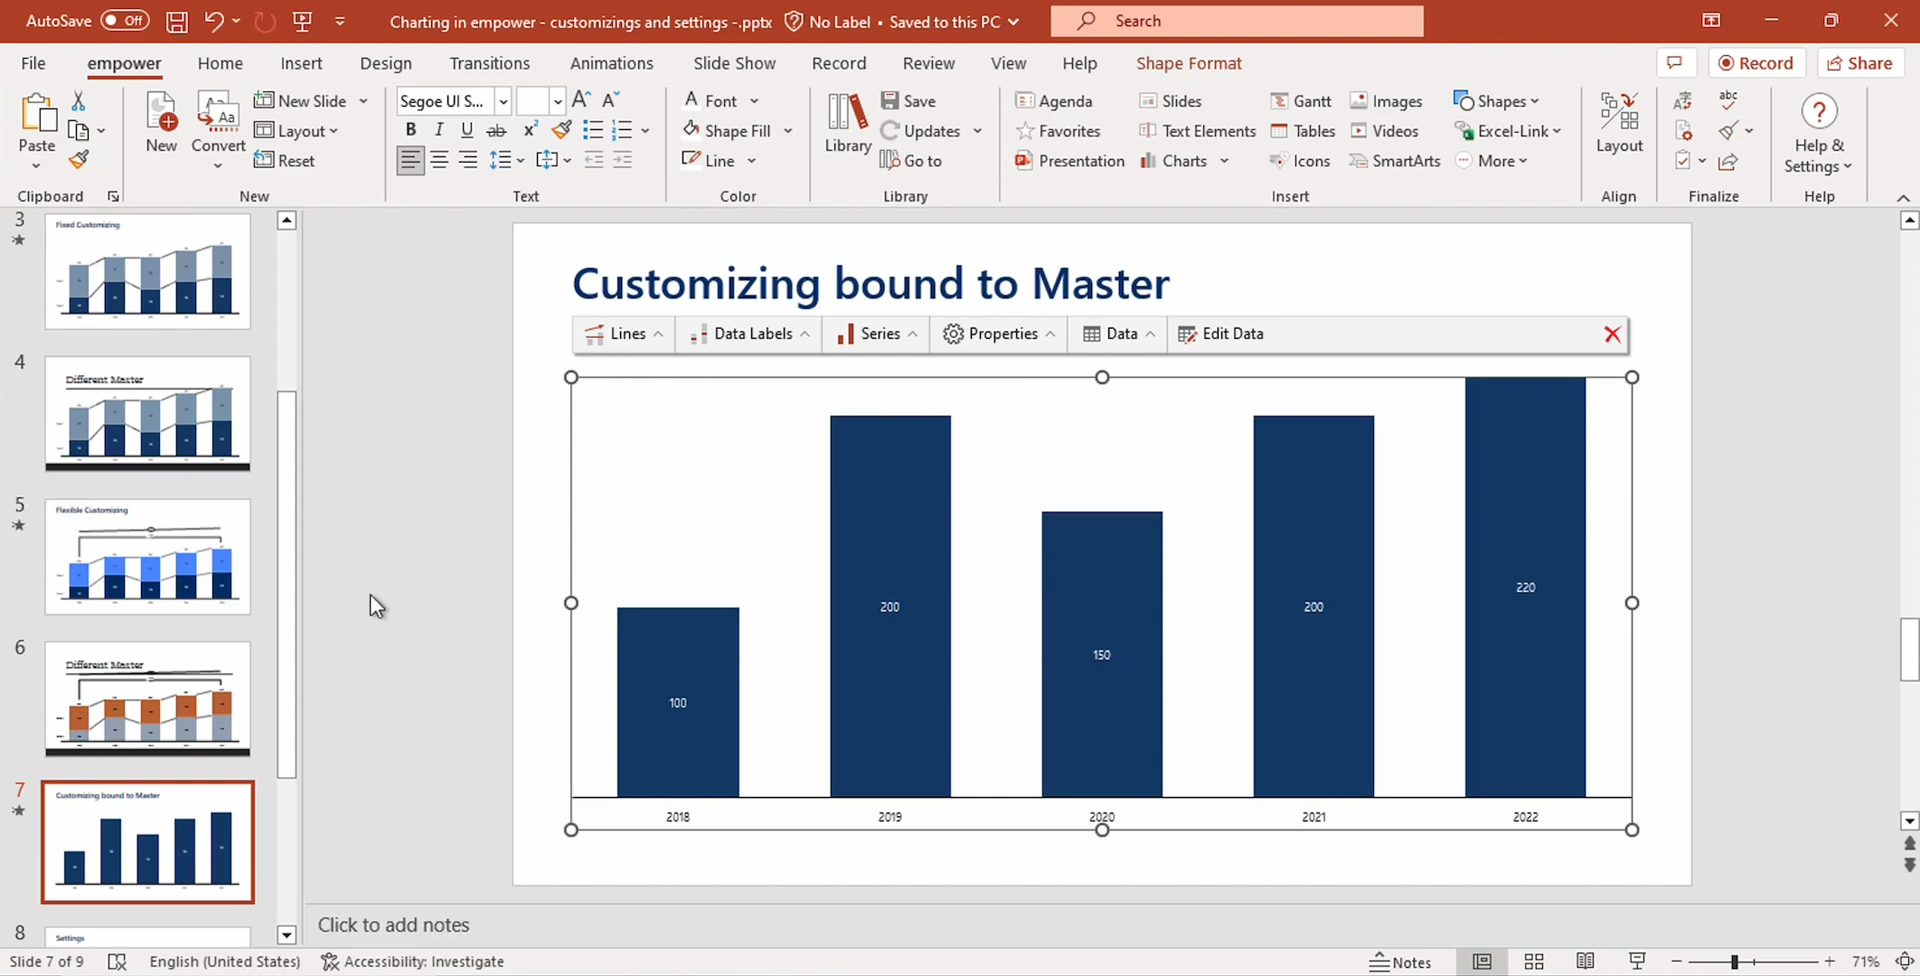 AutoSave Off Charting in empower - customizings and settings -.pptx No Label • Saved to this PC Search
File empower Home Insert Design Transitions Animations Slide Show Record Review View Help Shape Format Record Share
Segoe UI S... A A Font Save Agenda Slides Gantt Images Shapes abc
New Slide
Aa
Layout B I U ab x² Shape Fill Updates Favorites Text Elements Tables Videos Excel-Link
Paste New Convert Reset Line Library Go to Presentation Charts Icons SmartArts More Layout Help &
Settings
Clipboard New Text Color Library Insert Align Finalize Help
3
Fixed Customizing
4
Different Master
5
Flexible Customizing
6
Different Master
7
Customizing bound to Master
8
Settings
Customizing bound to Master
Lines Data Labels Series Properties Data Edit Data
100
200
150
200
220
2018 2019 2020 2021 2022
Click to add notes
Slide 7 of 9 English (United States) Accessibility: Investigate Notes 71%